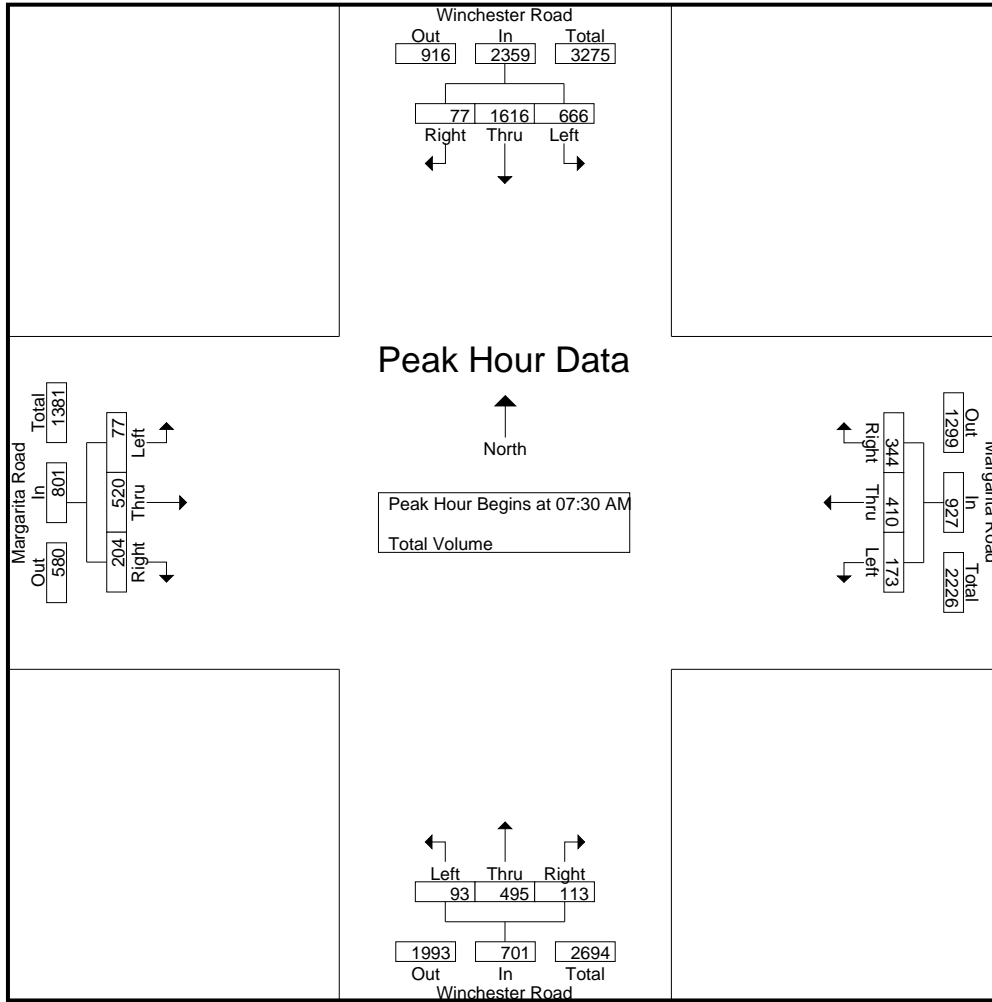 Winchester Road
Out In Total
916 2359 3275
77 1616 666
Right Thru Left
Peak Hour Data
North
Peak Hour Begins at 07:30 AM
Total Volume
Margarita Road
Out In Total
580 801 1381
Left Thru Right
77 520 204
Margarita Road
Out In Total
1299 927 2226
344 410 173
Right Thru Left
Left Thru Right
93 495 113
1993 701 2694
Out In Total
Winchester Road